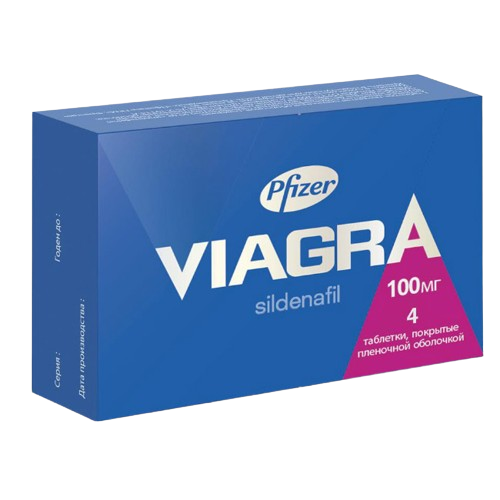 Pfizer
VIAGRA
sildenafil
100мг
4
таблетки, покрытые
пленочной оболочкой
Годен до :
Дата производства :
Серия :